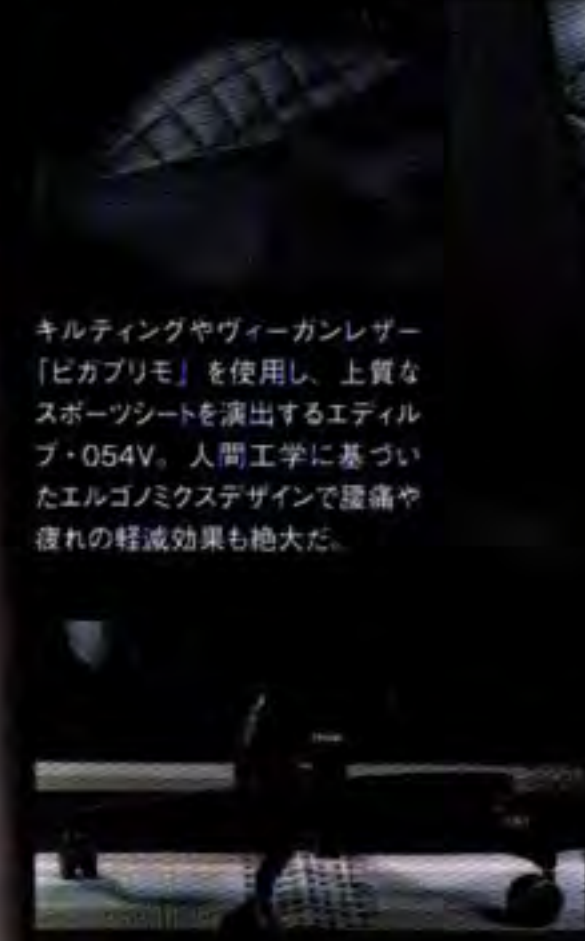 キルティングやヴィーガンレザー
「ビガプリモ」を使用し、上質な
スポーツシートを演出するエディル
ブ・054V。人間工学に基づい
たエルゴノミクスデザインで腰痛や
疲れの軽減効果も絶大だ。